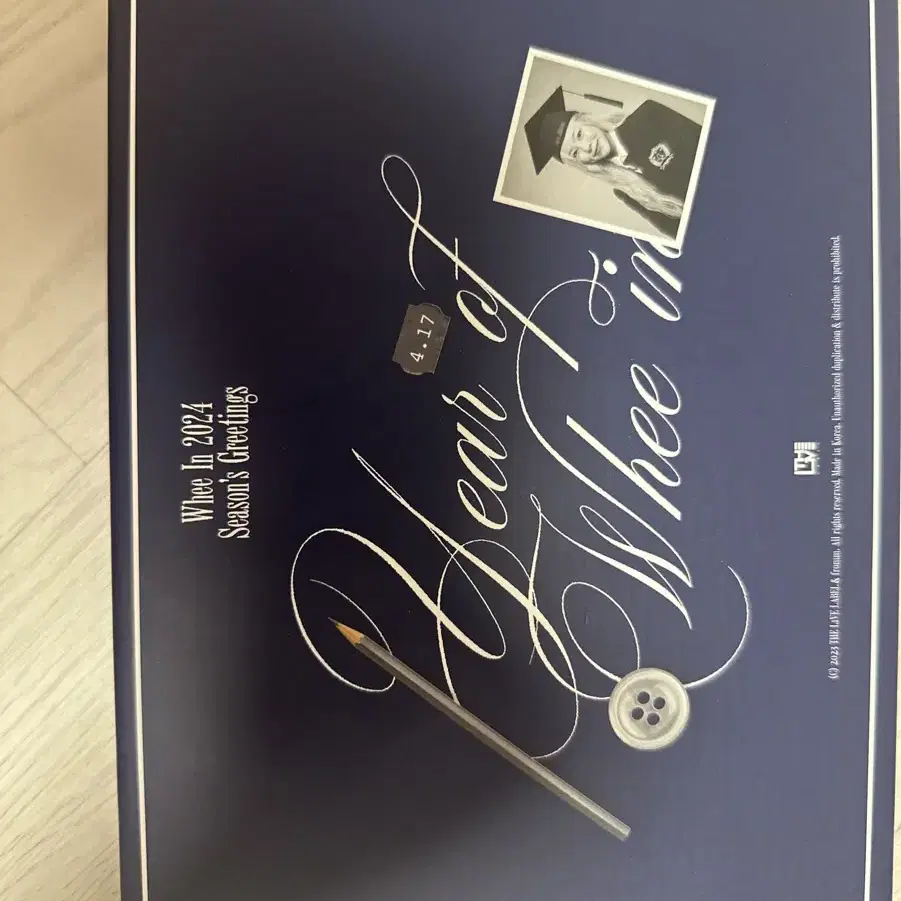 Whee In 2024
Season's Greetings
Year of
Whee in
4.17
(C) 2023 THE L1VE LABEL & fromm. All rights reserved. Made in Korea. Unauthorized duplication & distribute is prohibited.